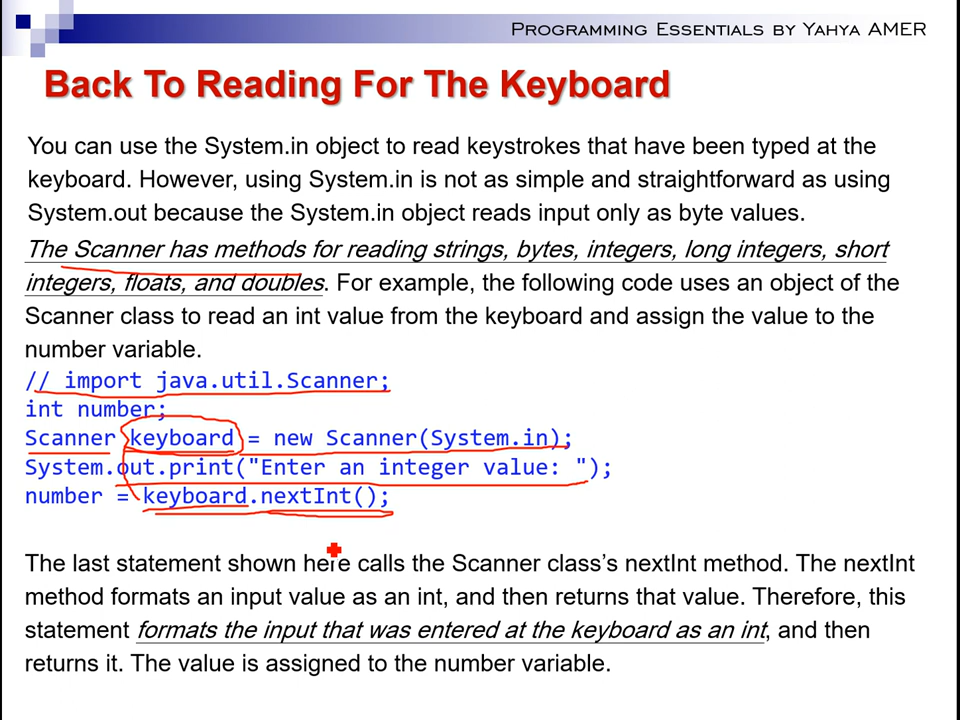 PROGRAMMING ESSENTIALS BY YAHYA AMER
Back To Reading For The Keyboard
You can use the System.in object to read keystrokes that have been typed at the
keyboard. However, using System.in is not as simple and straightforward as using
System.out because the System.in object reads input only as byte values.
The Scanner has methods for reading strings, bytes, integers, long integers, short
integers, floats, and doubles. For example, the following code uses an object of the
Scanner class to read an int value from the keyboard and assign the value to the
number variable.
// import java.util.Scanner;
int number;
Scanner keyboard = new Scanner(System.in);
System.out.print("Enter an integer value: ");
number = keyboard.nextInt();
The last statement shown here calls the Scanner class's nextInt method. The nextInt
method formats an input value as an int, and then returns that value. Therefore, this
statement formats the input that was entered at the keyboard as an int, and then
returns it. The value is assigned to the number variable.